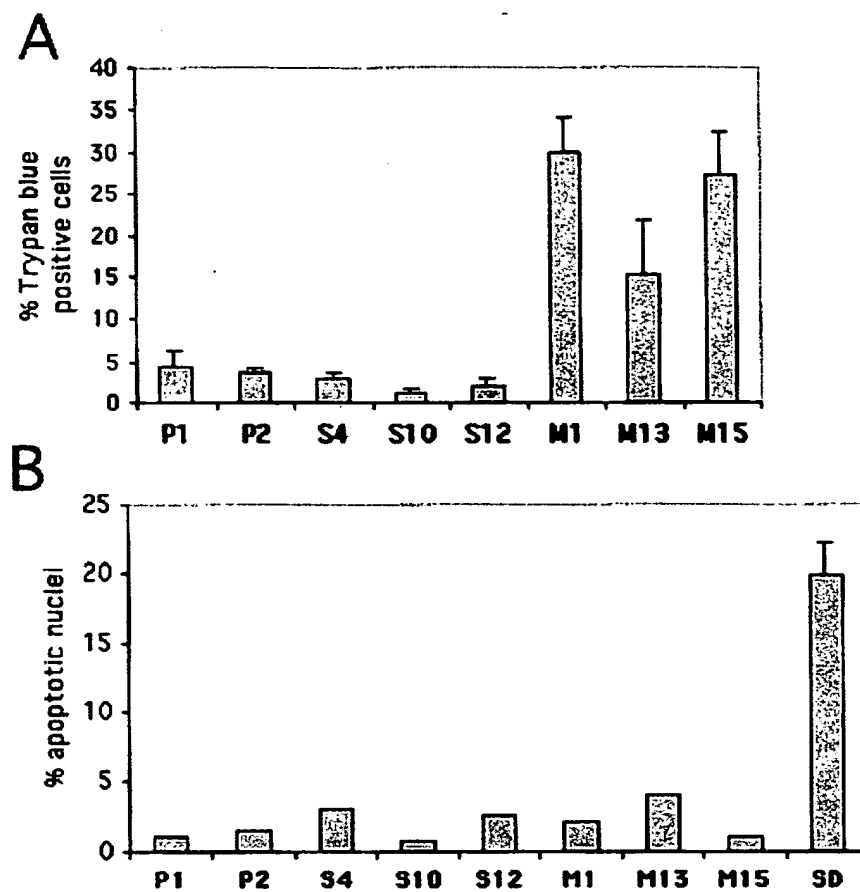 A
40
35
30
25
20
15
10
5
0
% Trypan blue
positive cells
P1 P2 S4 S10 S12 M1 M13 M15
B
25
20
15
10
5
0
% apoptotic nuclei
P1 P2 S4 S10 S12 M1 M13 M15 SD